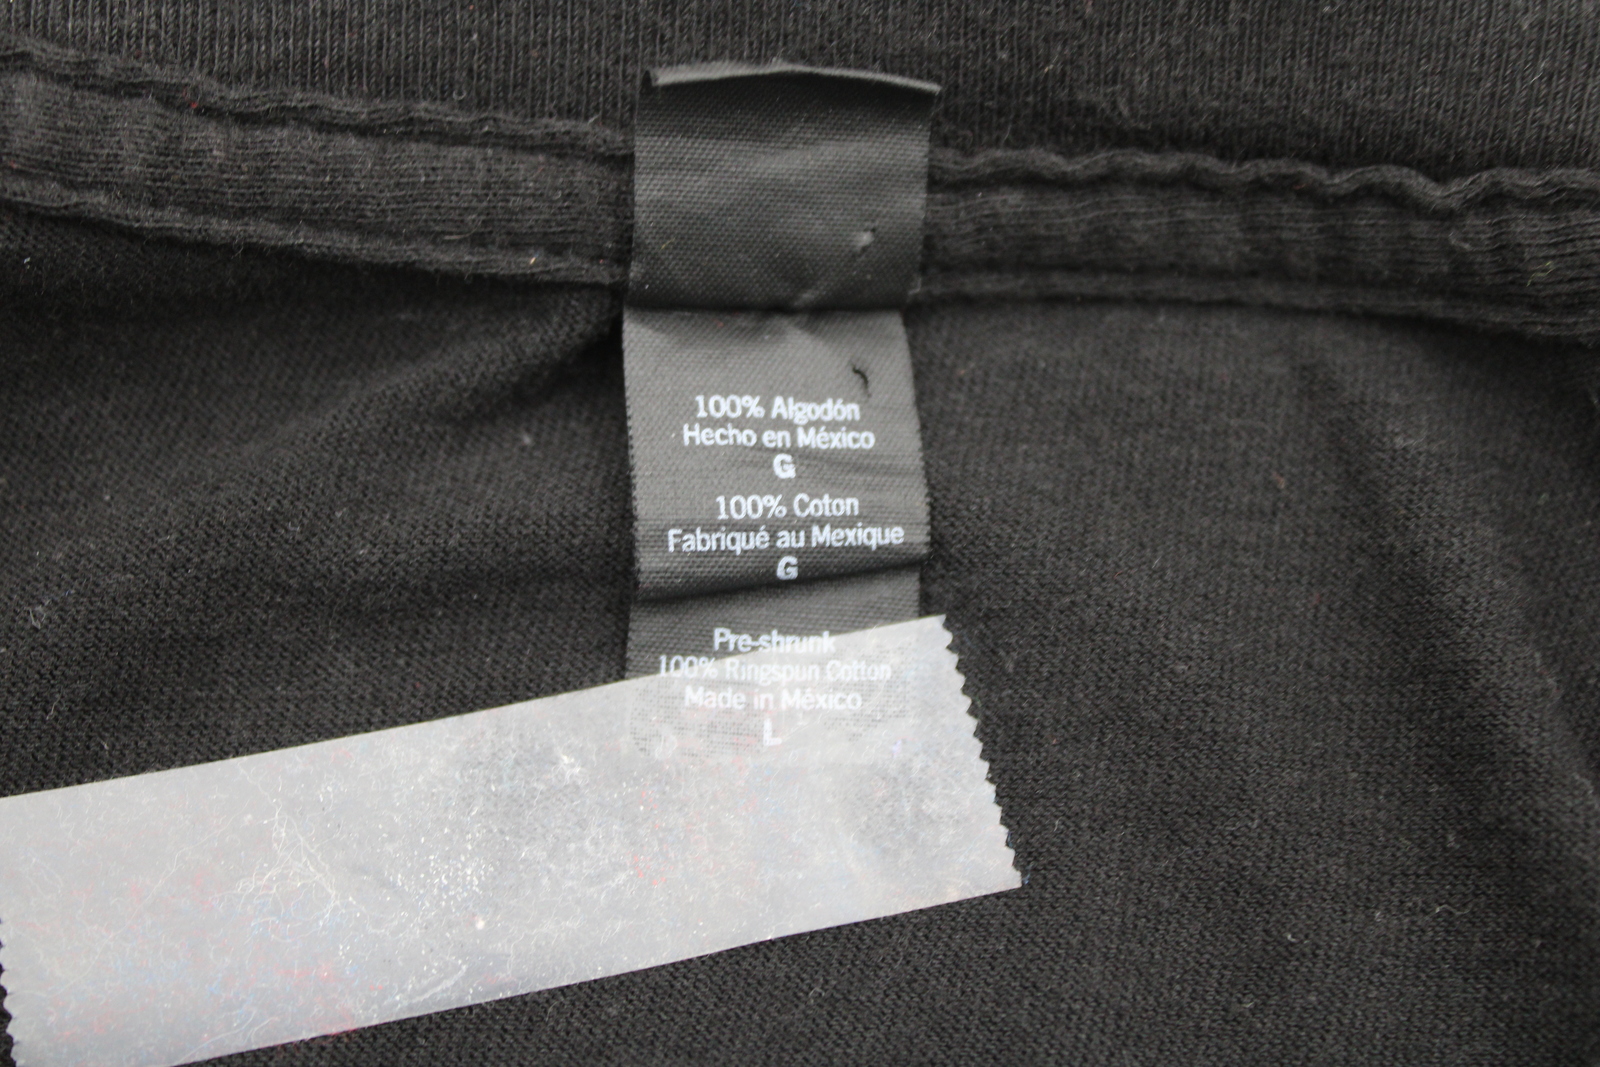 100% Algodón
Hecho en México
G
100% Coton
Fabriqué au Mexique
G
Pre-shrunk
100% Ringspun Cotton
Made in México
L